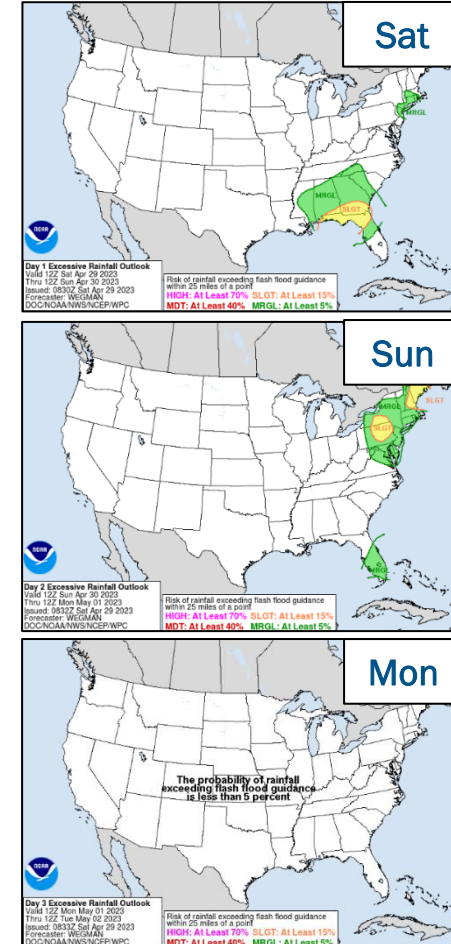 Sat
MRGL
MRGL
SLGT
NOAA
Day 1 Excessive Rainfall Outlook
Valid 12Z Sat Apr 29 2023
Thru 12Z Sun Apr 30 2023
Issued: 0830Z Sat Apr 29 2023
Forecaster: WEGMAN
DOC/NOAA/NWS/NCEP/WPC
Risk of rainfall exceeding flash flood guidance
within 25 miles of a point
HIGH: At Least 70% SLGT: At Least 15%
MDT: At Least 40% MRGL: At Least 5%
Sun
MRGL
SLGT
SLGT
MRGL
NOAA
Day 2 Excessive Rainfall Outlook
Valid 12Z Sun Apr 30 2023
Thru 12Z Mon May 01 2023
Issued: 0832Z Sat Apr 29 2023
Forecaster: WEGMAN
DOC/NOAA/NWS/NCEP/WPC
Risk of rainfall exceeding flash flood guidance
within 25 miles of a point
HIGH: At Least 70% SLGT: At Least 15%
MDT: At Least 40% MRGL: At Least 5%
Mon
The probability of rainfall
exceeding flash flood guidance
is less than 5 percent
NOAA
Day 3 Excessive Rainfall Outlook
Valid 12Z Mon May 01 2023
Thru 12Z Tue May 02 2023
Issued: 0833Z Sat Apr 29 2023
Forecaster: WEGMAN
DOC/NOAA/NWS/NCEP/WPC
Risk of rainfall exceeding flash flood guidance
within 25 miles of a point
HIGH: At Least 70% SLGT: At Least 15%
MDT: At Least 40% MRGL: At Least 5%